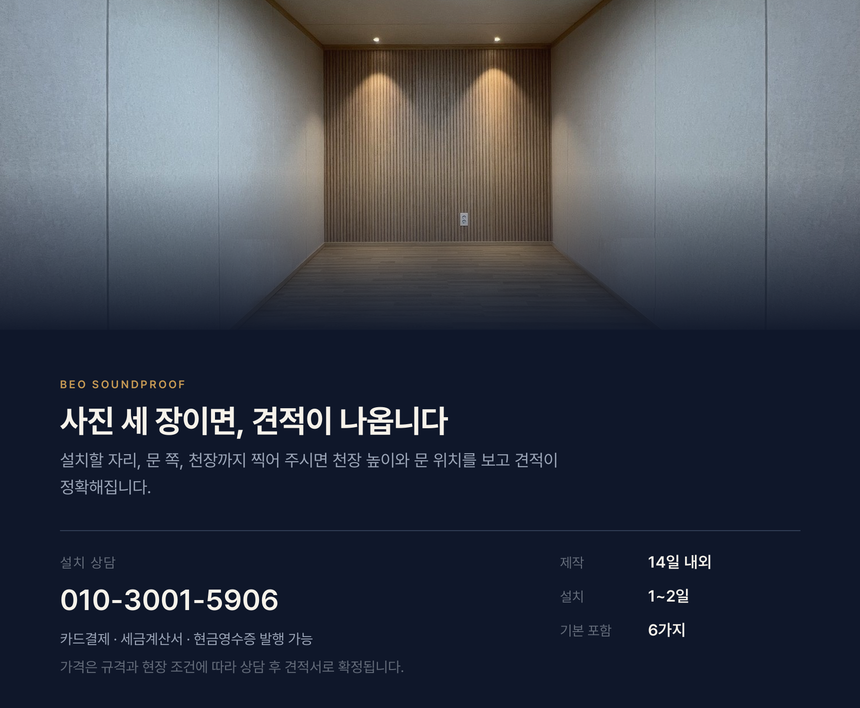 BEO SOUNDPROOF
사진 세 장이면, 견적이 나옵니다
설치할 자리, 문 쪽, 천장까지 찍어 주시면 천장 높이와 문 위치를 보고 견적이
정확해집니다.
설치 상담
010-3001-5906
카드결제 · 세금계산서 · 현금영수증 발행 가능
가격은 규격과 현장 조건에 따라 상담 후 견적서로 확정됩니다.
제작 14일 내외
설치 1~2일
기본 포함 6가지